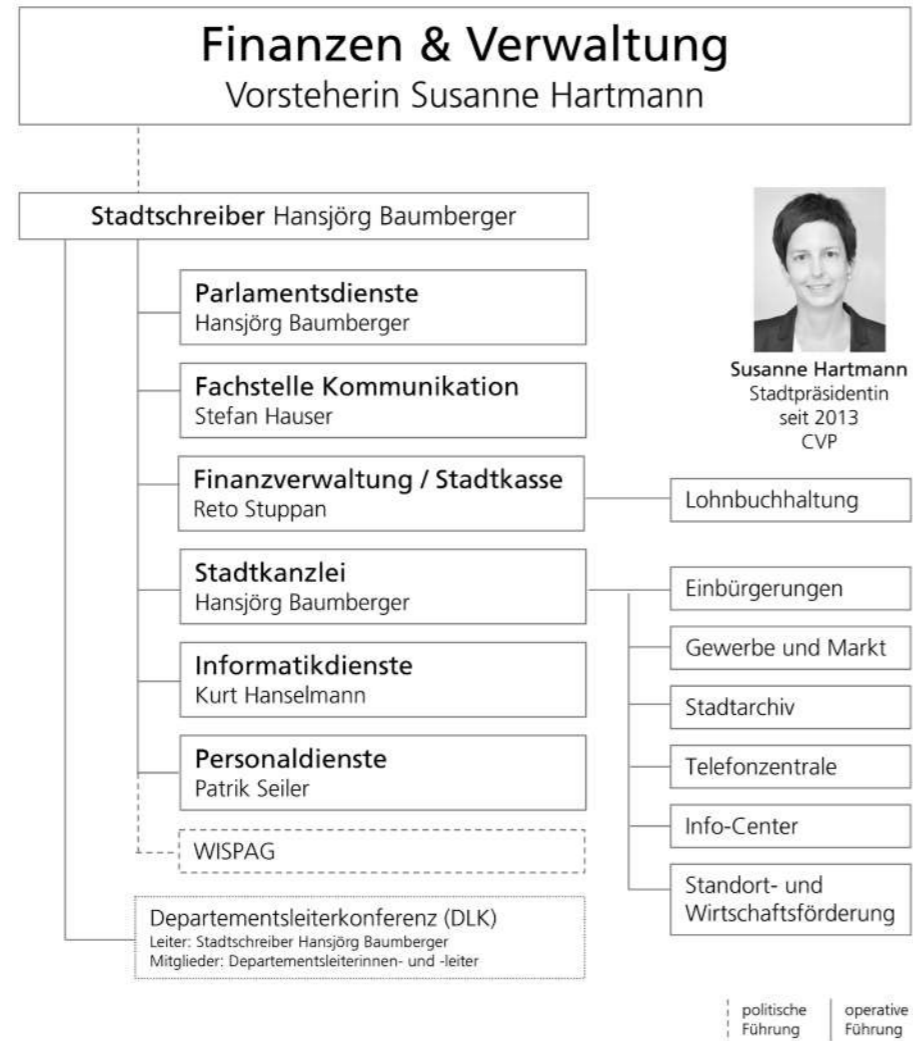 Finanzen & Verwaltung
Vorsteherin Susanne Hartmann
Stadtschreiber Hansjörg Baumberger
Parlamentsdienste
Hansjörg Baumberger
Fachstelle Kommunikation
Stefan Hauser
Finanzverwaltung / Stadtkasse
Reto Stuppan
Stadtkanzlei
Hansjörg Baumberger
Informatikdienste
Kurt Hanselmann
Personaldienste
Patrik Seiler
WISPAG
Departementsleiterkonferenz (DLK)
Leiter: Stadtschreiber Hansjörg Baumberger
Mitglieder: Departementsleiterinnen- und -leiter
Susanne Hartmann
Stadtpräsidentin
seit 2013
CVP
Lohnbuchhaltung
Einbürgerungen
Gewerbe und Markt
Stadtarchiv
Telefonzentrale
Info-Center
Standort- und
Wirtschaftsförderung
politische
Führung
operative
Führung